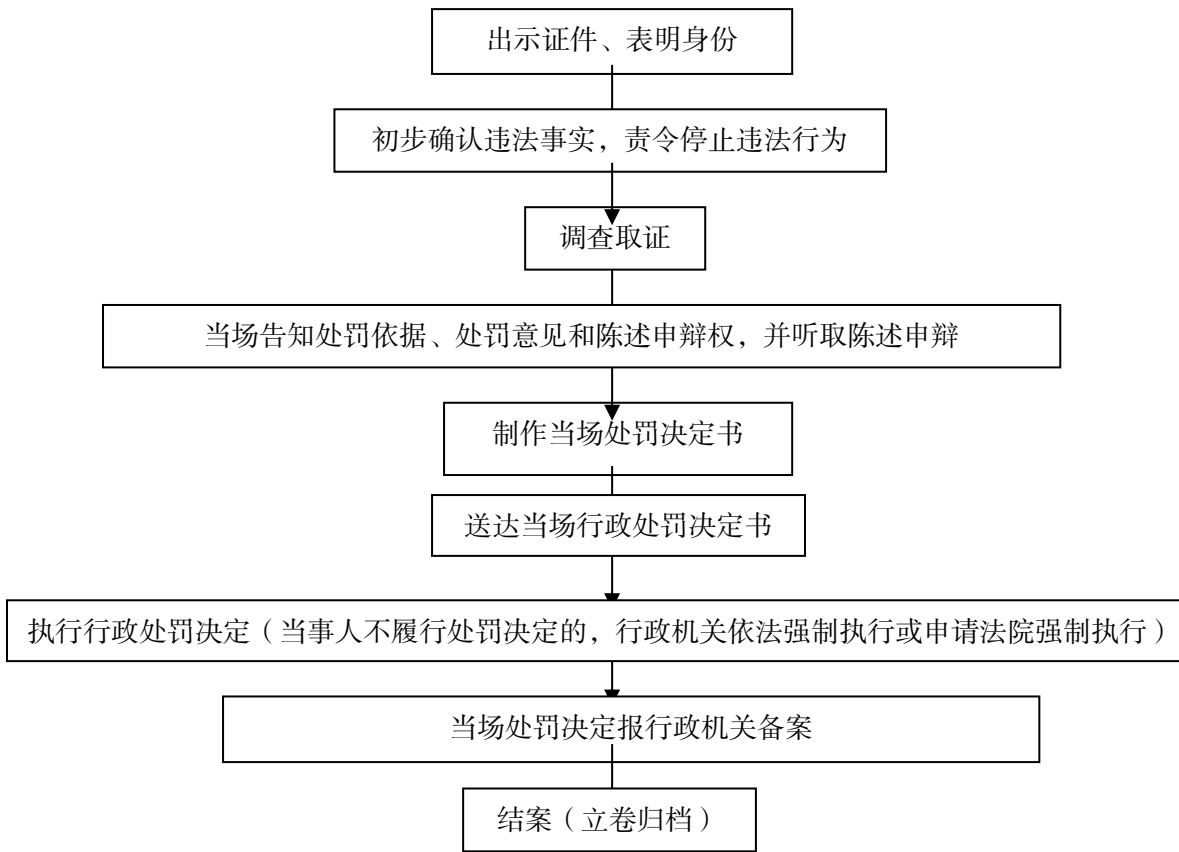 出示证件、表明身份
初步确认违法事实，责令停止违法行为
调查取证
当场告知处罚依据、处罚意见和陈述申辩权，并听取陈述申辩
制作当场处罚决定书
送达当场行政处罚决定书
执行行政处罚决定（当事人不履行处罚决定的，行政机关依法强制执行或申请法院强制执行）
当场处罚决定报行政机关备案
结案（立卷归档）